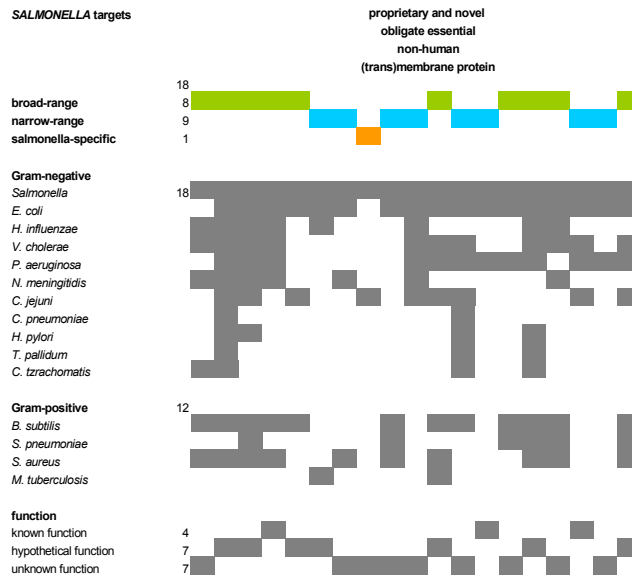 SALMONELLA targets
proprietary and novel
obligate essential
non-human
(trans)membrane protein
18
broad-range 8
narrow-range 9
salmonella-specific 1
Gram-negative
Salmonella 18
E. coli
H. influenzae
V. cholerae
P. aeruginosa
N. meningitidis
C. jejuni
C. pneumoniae
H. pylori
T. pallidum
C. tzrachomatis
Gram-positive 12
B. subtilis
S. pneumoniae
S. aureus
M. tuberculosis
function
known function 4
hypothetical function 7
unknown function 7